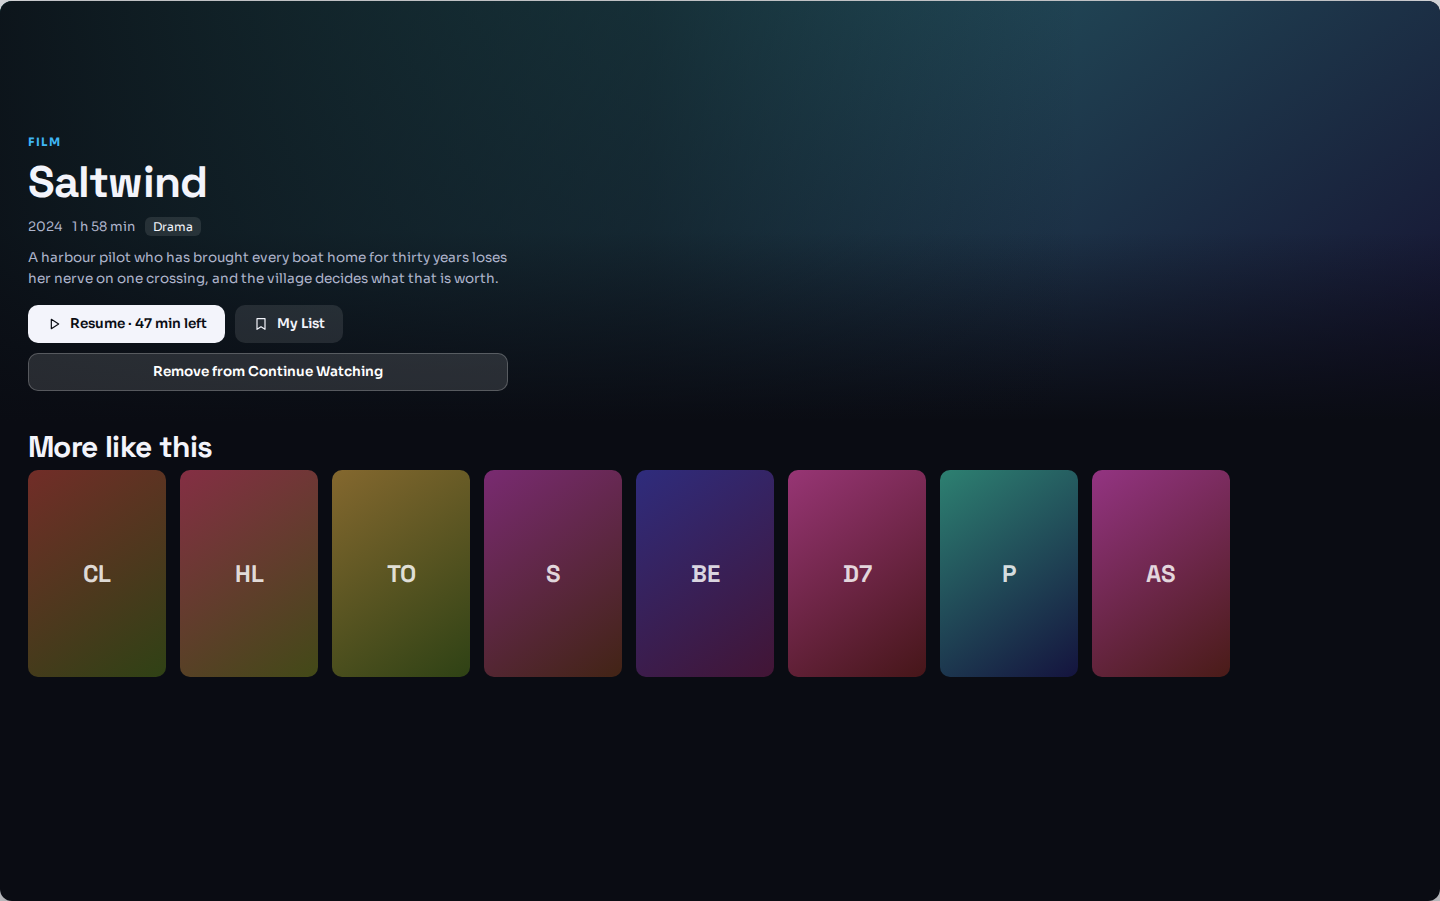 FILM
Saltwind
2024 1 h 58 min Drama
A harbour pilot who has brought every boat home for thirty years loses
her nerve on one crossing, and the village decides what that is worth.
Resume · 47 min left My List
Remove from Continue Watching
More like this
CL HL TO S BE D7 P AS